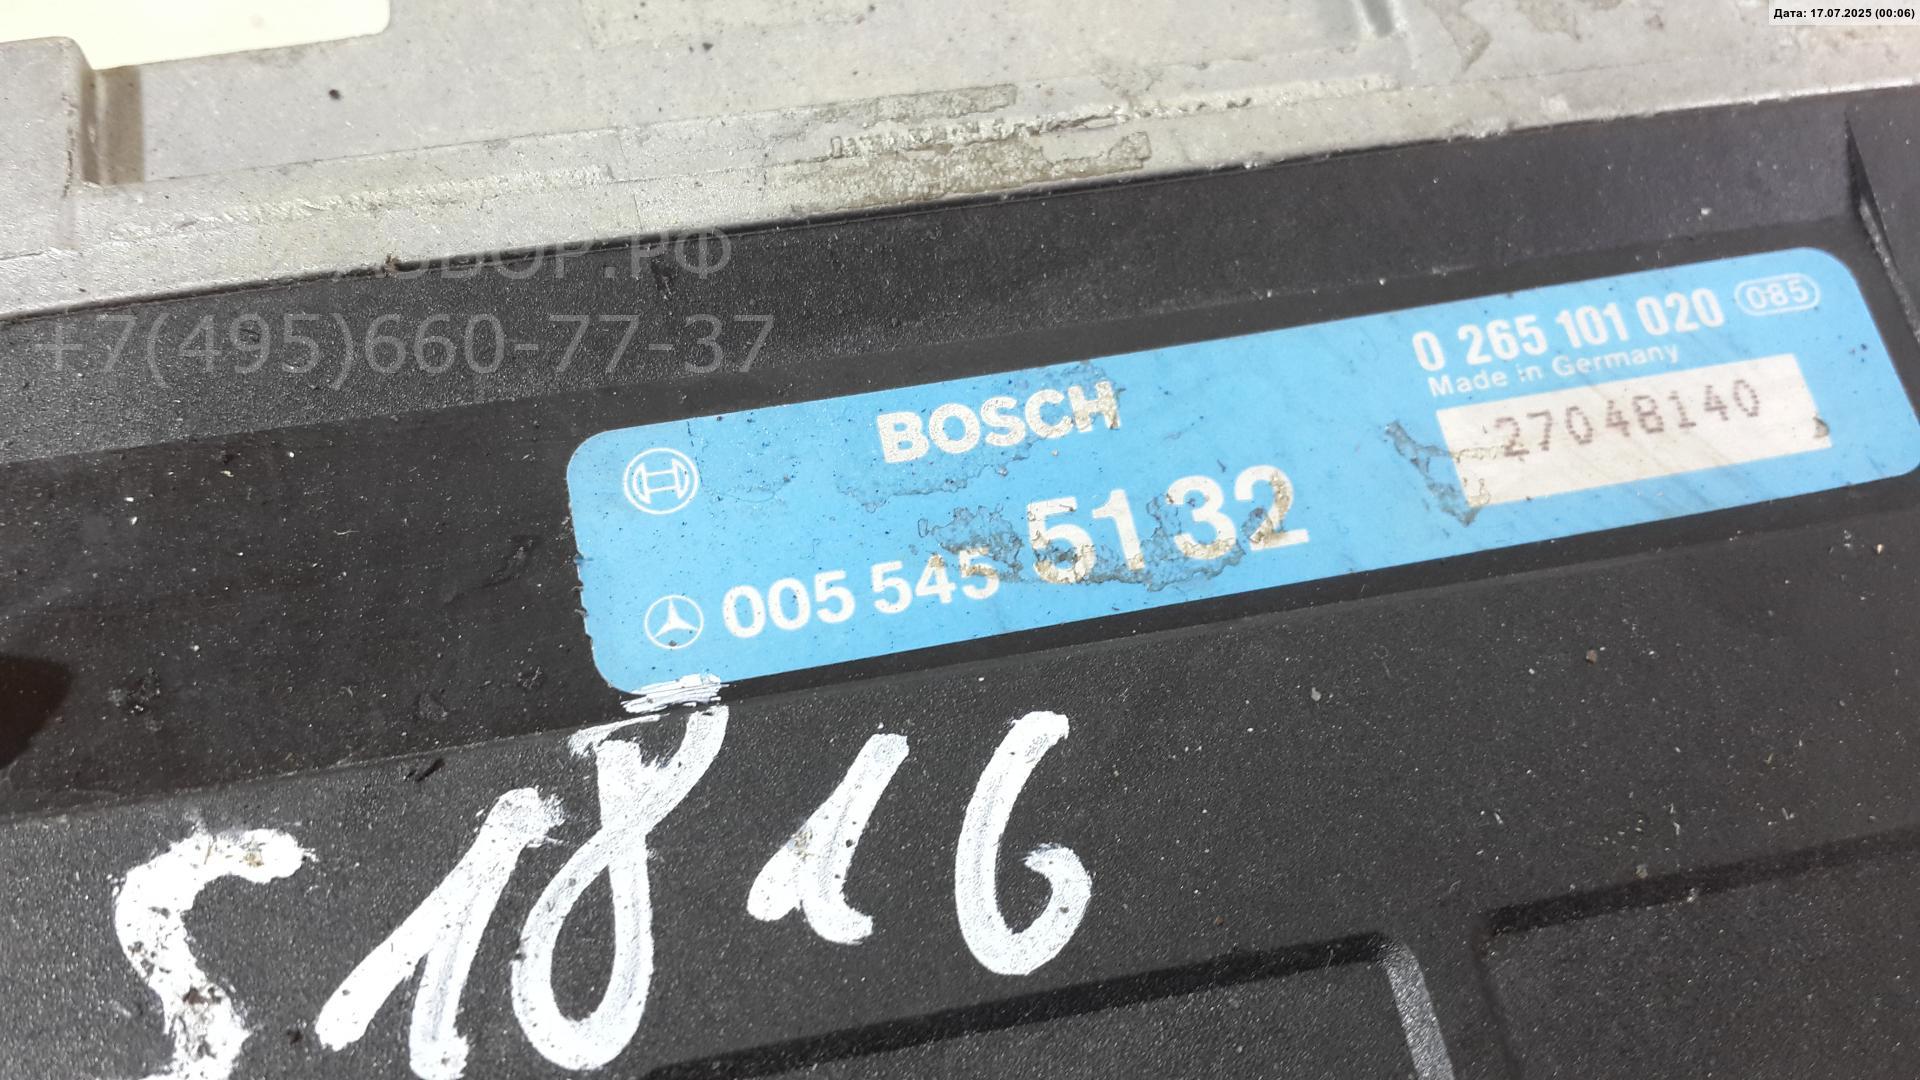 Дата: 17.07.2025 (00:06)
+7(495)660-77-37
0 265 101 020 085
Made in Germany
27048140
BOSCH
005 545 5132
51816